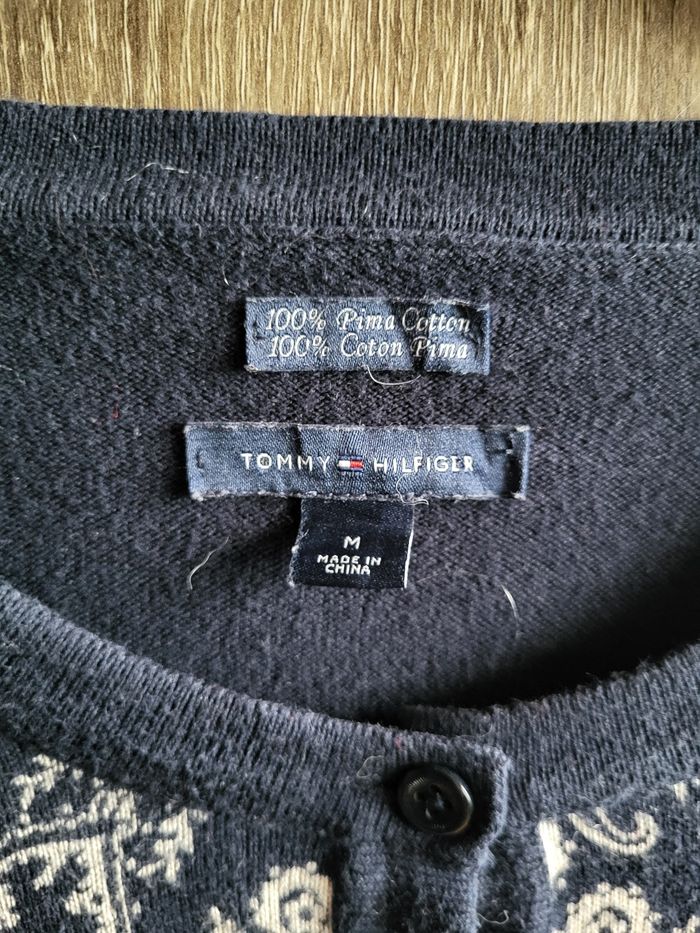 100% Pima Cotton
100% Coton Pima
TOMMY HILFIGER
M
MADE IN
CHINA